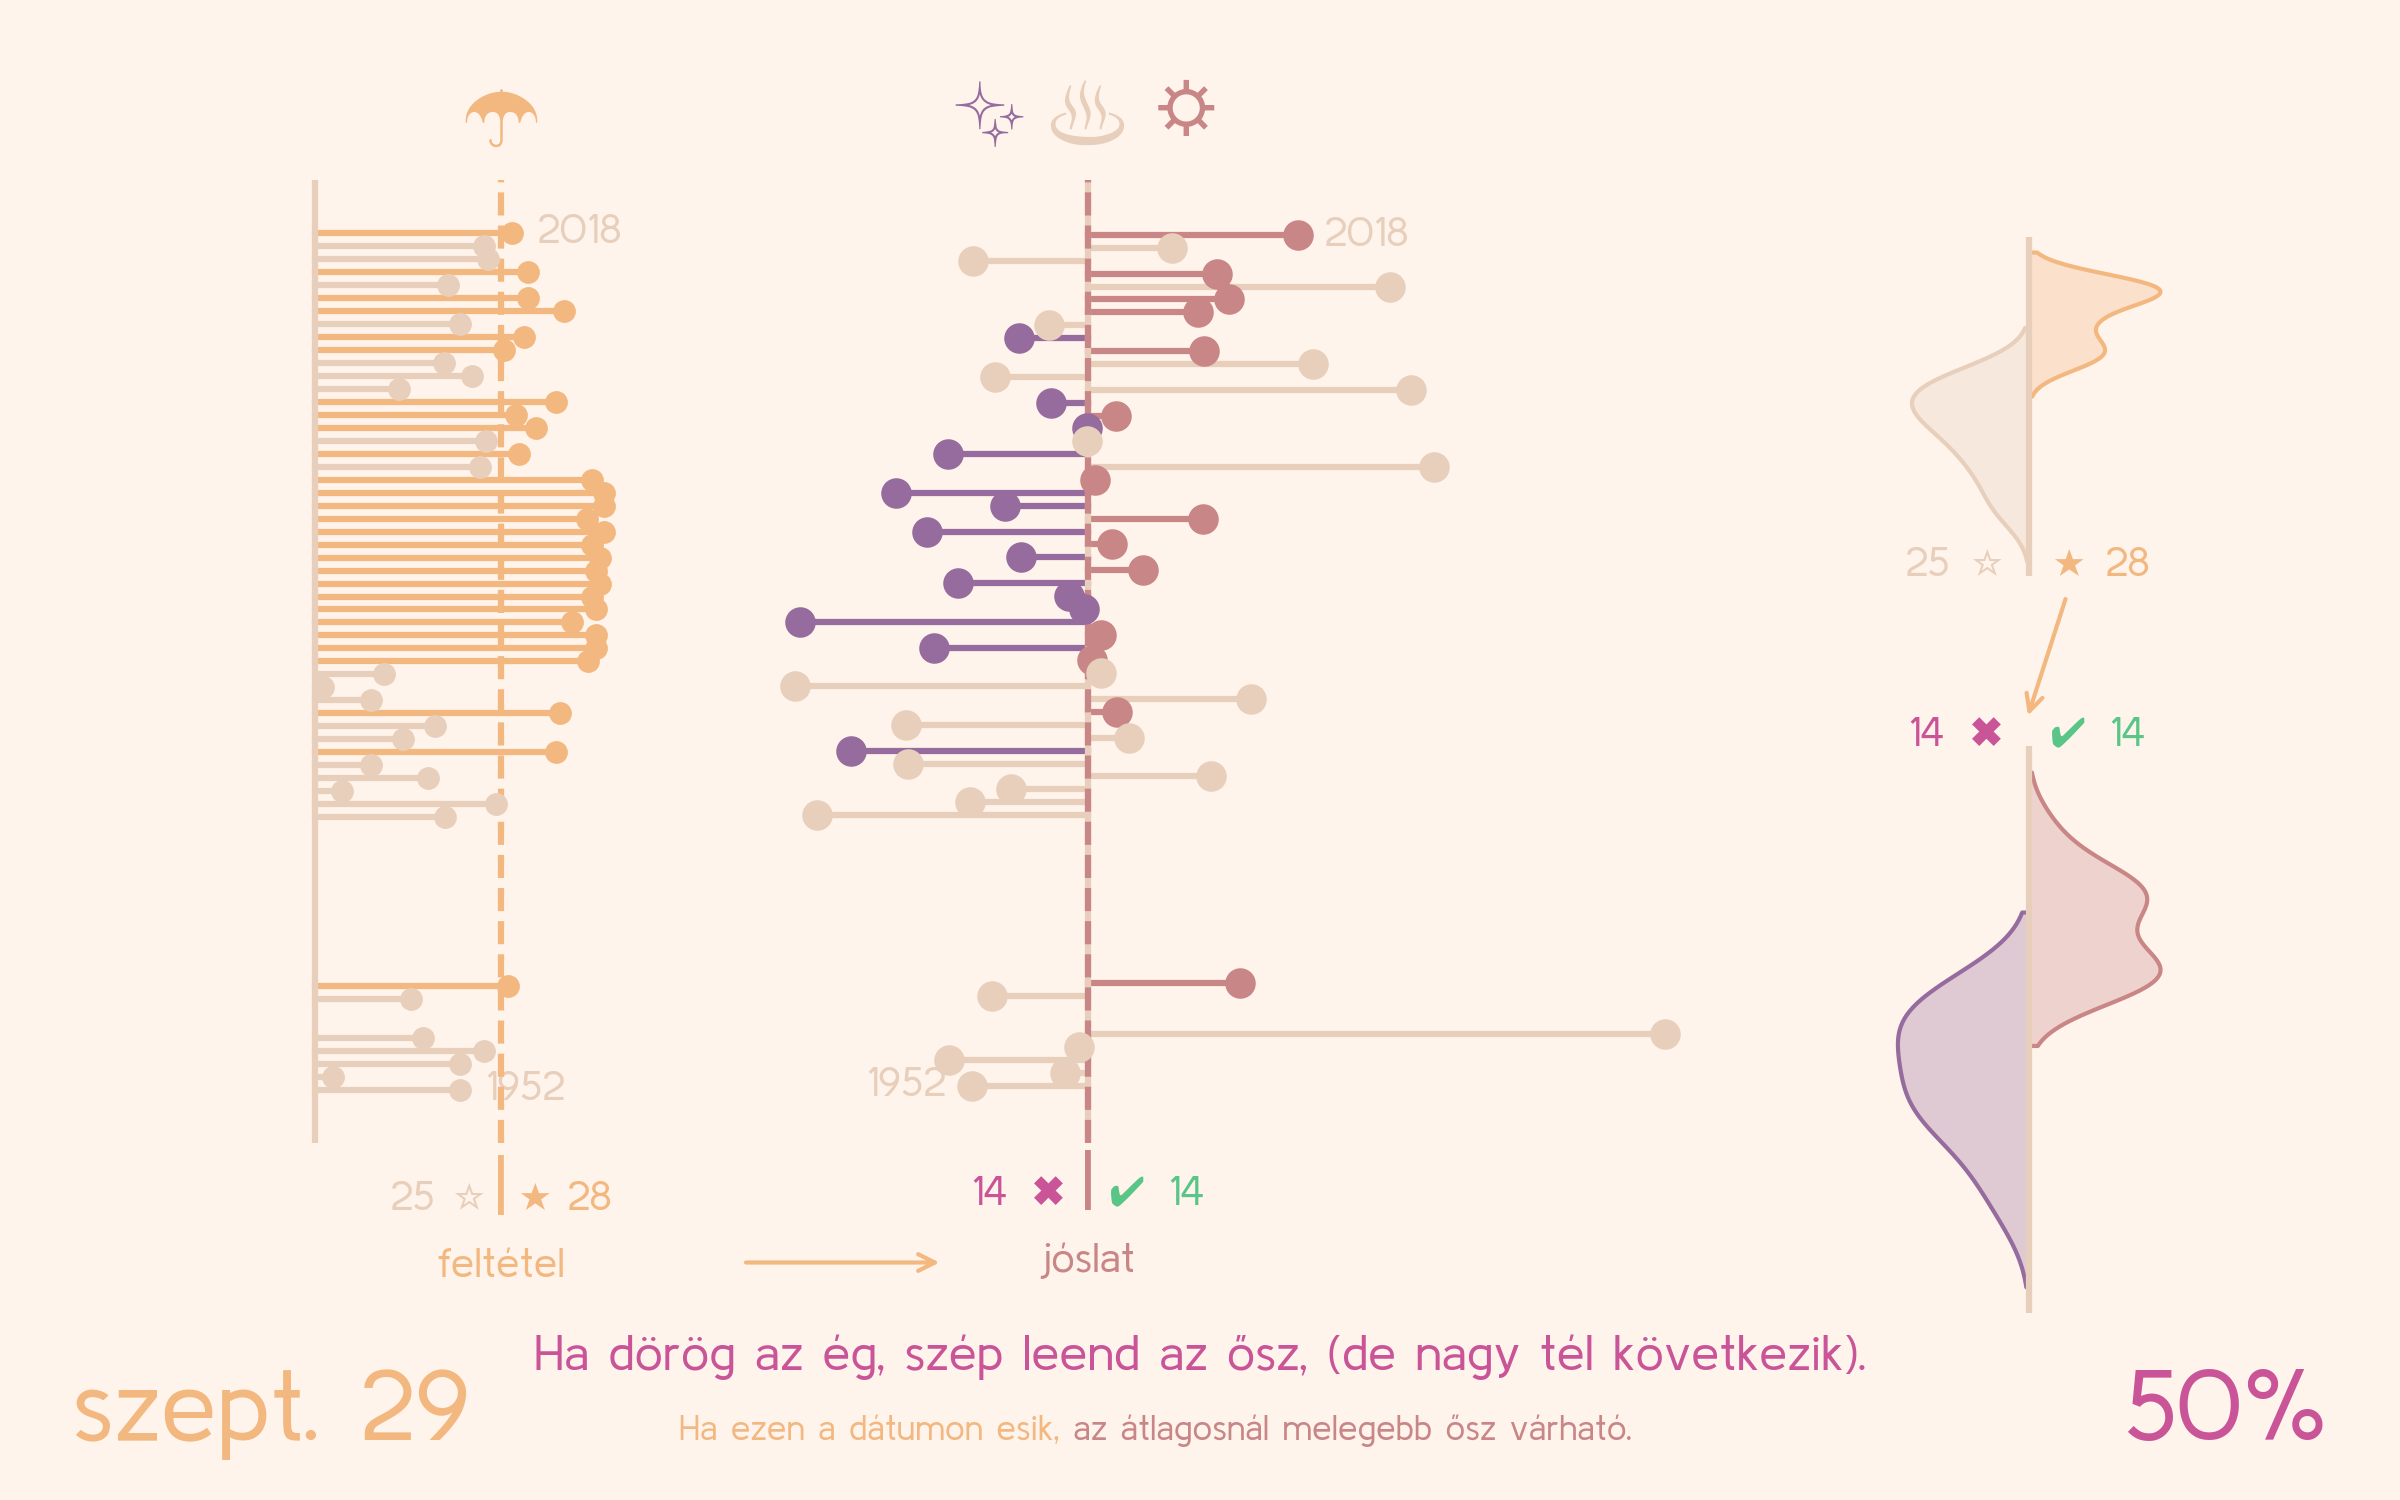 2018
2018
25 ☆ ★ 28
14 ✖ ✔ 14
1952
1952
25 ☆ ★ 28
14 ✖ ✔ 14
feltétel
jóslat
Ha dörög az ég, szép leend az ősz, (de nagy tél következik).
szept. 29
50%
Ha ezen a dátumon esik, az átlagosnál melegebb ősz várható.